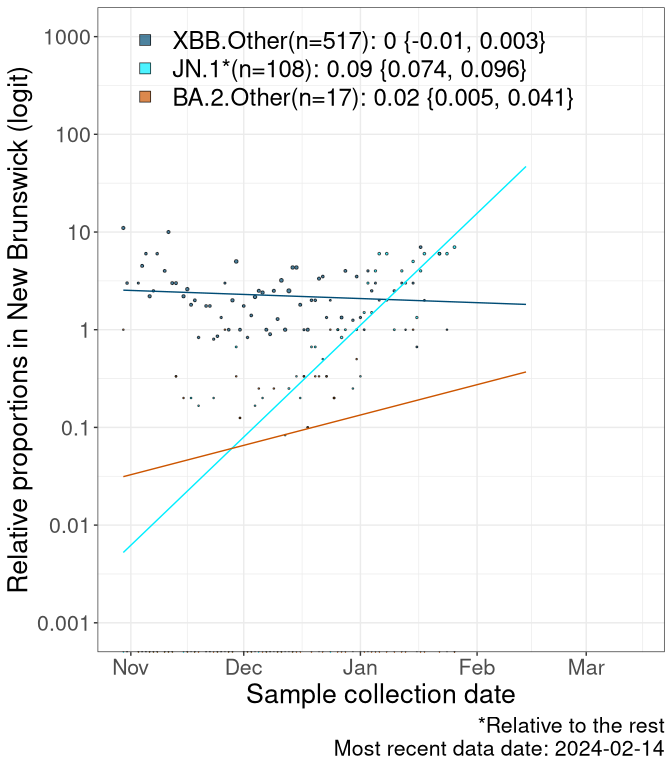 XBB.Other(n=517): 0 {-0.01, 0.003}
JN.1*(n=108): 0.09 {0.074, 0.096}
BA.2.Other(n=17): 0.02 {0.005, 0.041}
Relative proportions in New Brunswick (logit)
1000
100
10
1
0.1
0.01
0.001
Nov Dec Jan Feb Mar
Sample collection date
*Relative to the rest
Most recent data date: 2024-02-14